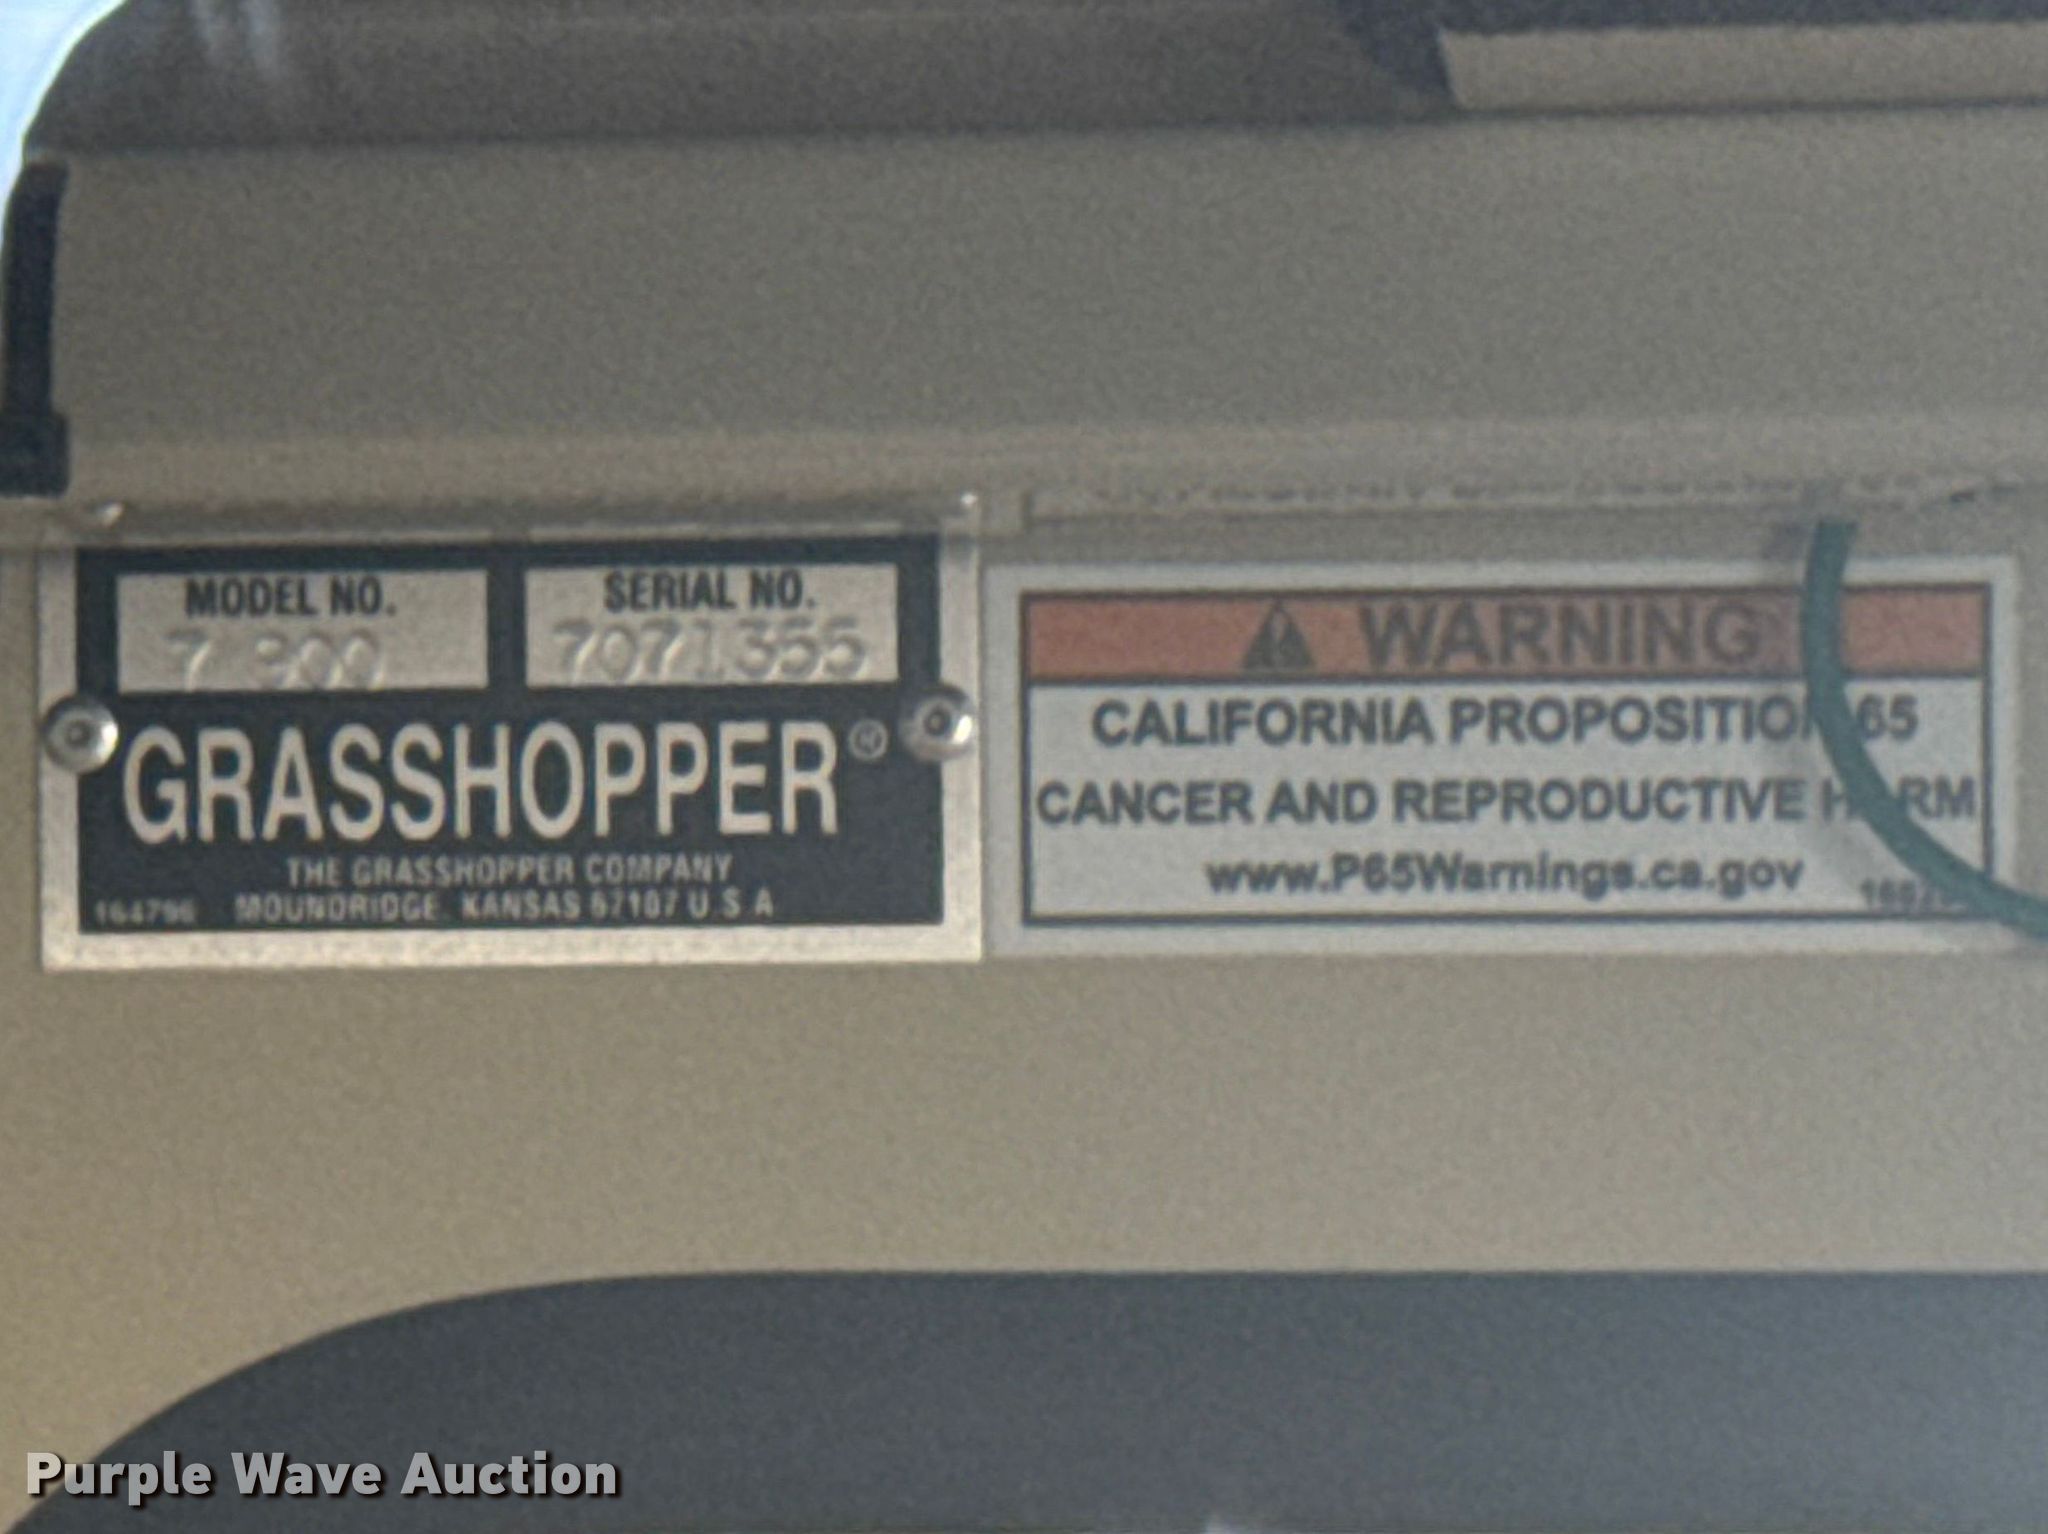 MODEL NO.
SERIAL NO.
7071355
GRASSHOPPER®
THE GRASSHOPPER COMPANY
164796 MOUNDRIDGE, KANSAS 67107 U.S.A
WARNING
CALIFORNIA PROPOSITION 65
CANCER AND REPRODUCTIVE HARM
www.P65Warnings.ca.gov
Purple Wave Auction